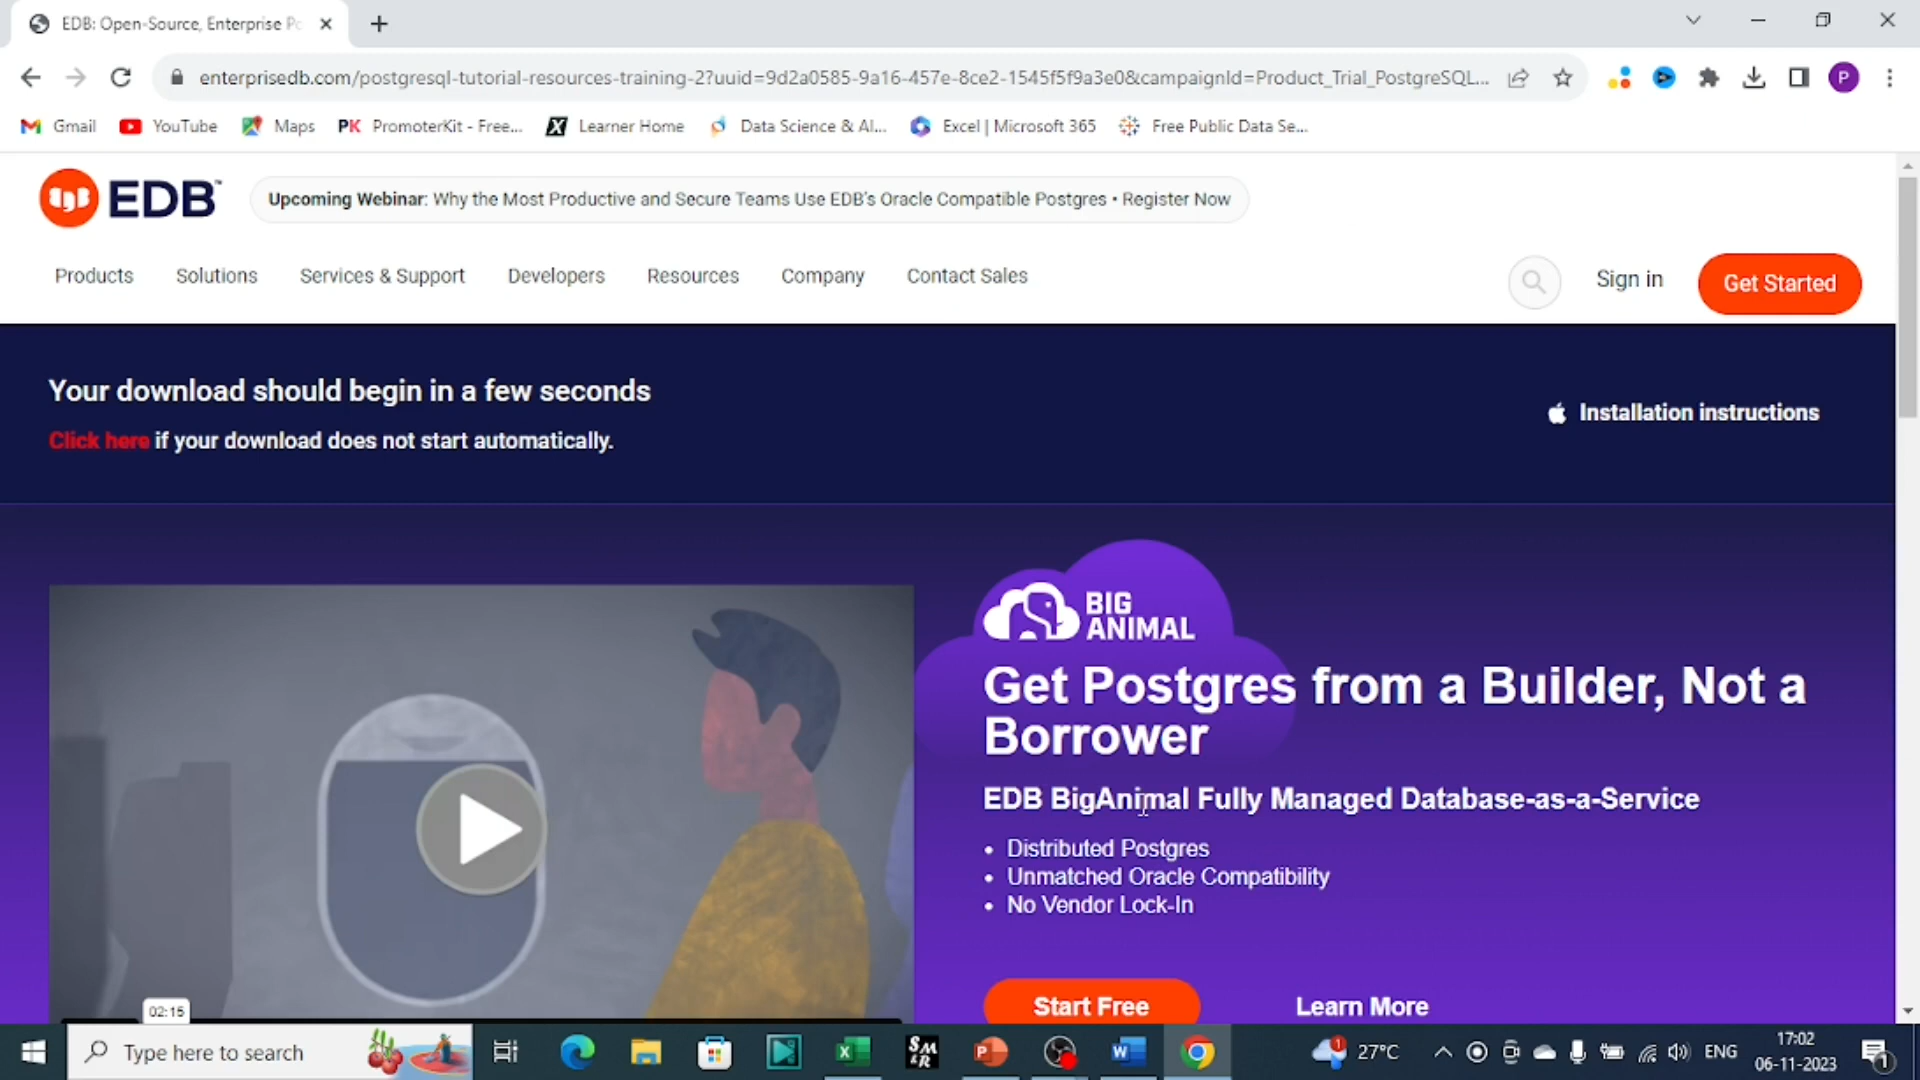 EDB: Open-Source, Enterprise Po
enterprisedb.com/postgresql-tutorial-resources-training-2?uuid=9d2a0585-9a16-457e-8ce2-1545f5f9a3e0&campaignId=Product_Trial_PostgreSQL...
P
Gmail
YouTube
Maps
PK PromoterKit - Free...
X Learner Home
Data Science & AI...
Excel | Microsoft 365
Free Public Data Se...
EDB™
Upcoming Webinar: Why the Most Productive and Secure Teams Use EDB's Oracle Compatible Postgres • Register Now
Products
Solutions
Services & Support
Developers
Resources
Company
Contact Sales
Sign in
Get Started
Your download should begin in a few seconds
Click here if your download does not start automatically.
Installation instructions
BIG
ANIMAL
Get Postgres from a Builder, Not a
Borrower
EDB BigAnimal Fully Managed Database-as-a-Service
• Distributed Postgres
• Unmatched Oracle Compatibility
• No Vendor Lock-In
02:15
Start Free
Learn More
Type here to search
SM
&R
1
27°C
ENG
17:02
06-11-2023
1